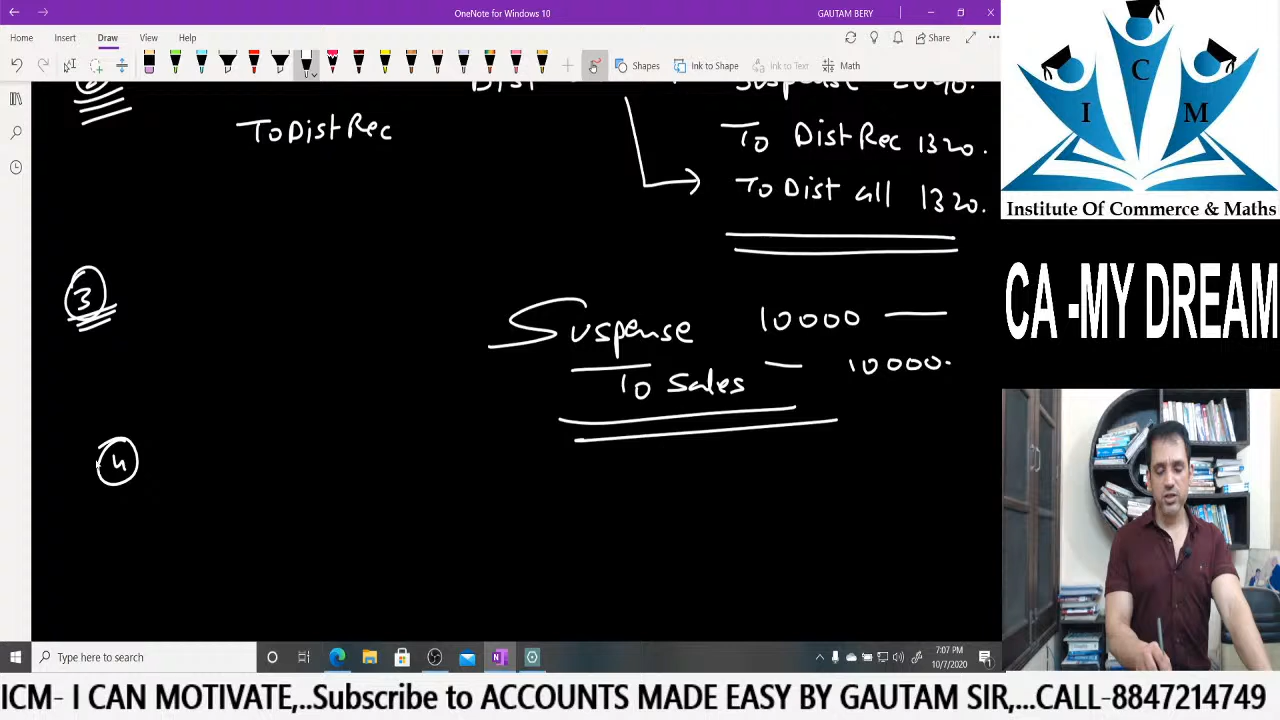 OneNote for Windows 10
GAUTAM BERY
Home Insert Draw View Help
Share
Shapes Ink to Shape Ink to Text Math
To Dist Rec
To Dist Rec 1320.
To Dist all 1320.
3
Suspense 10000
To Sales 10000.
4
I C M
Institute Of Commerce & Maths
CA -MY DREAM
Type here to search
7:07 PM
10/7/2020
ICM- I CAN MOTIVATE,..Subscribe to ACCOUNTS MADE EASY BY GAUTAM SIR,...CALL-8847214749